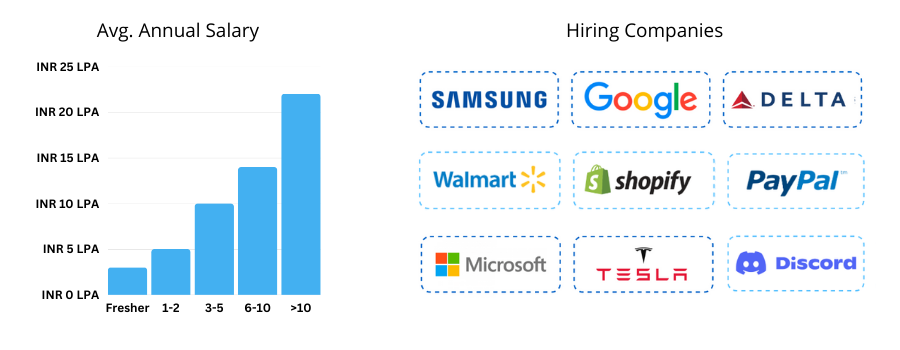 Avg. Annual Salary
INR 25 LPA
INR 20 LPA
INR 15 LPA
INR 10 LPA
INR 5 LPA
INR 0 LPA
Fresher 1-2 3-5 6-10 >10
Hiring Companies
SAMSUNG Google DELTA
Walmart shopify PayPal™
Microsoft TESLA Discord